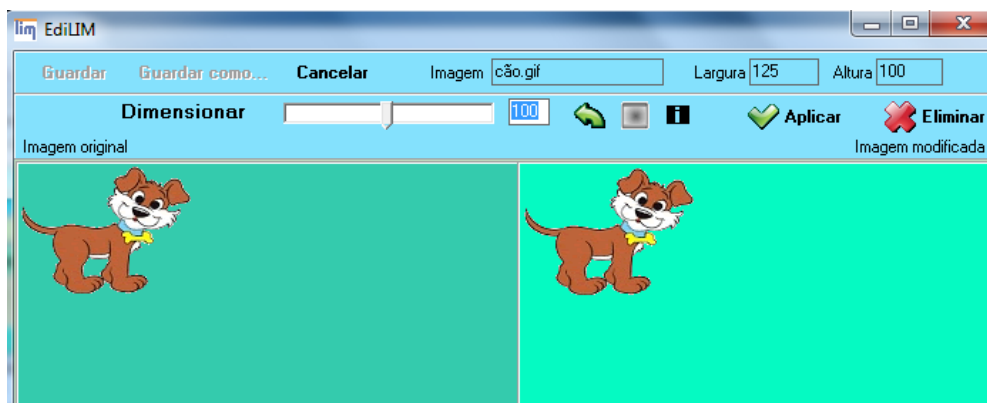 lim EdiLIM
Guardar Guardar como... Cancelar Imagem cão.gif Largura 125 Altura 100
Dimensionar 100 i Aplicar Eliminar
Imagem original Imagem modificada